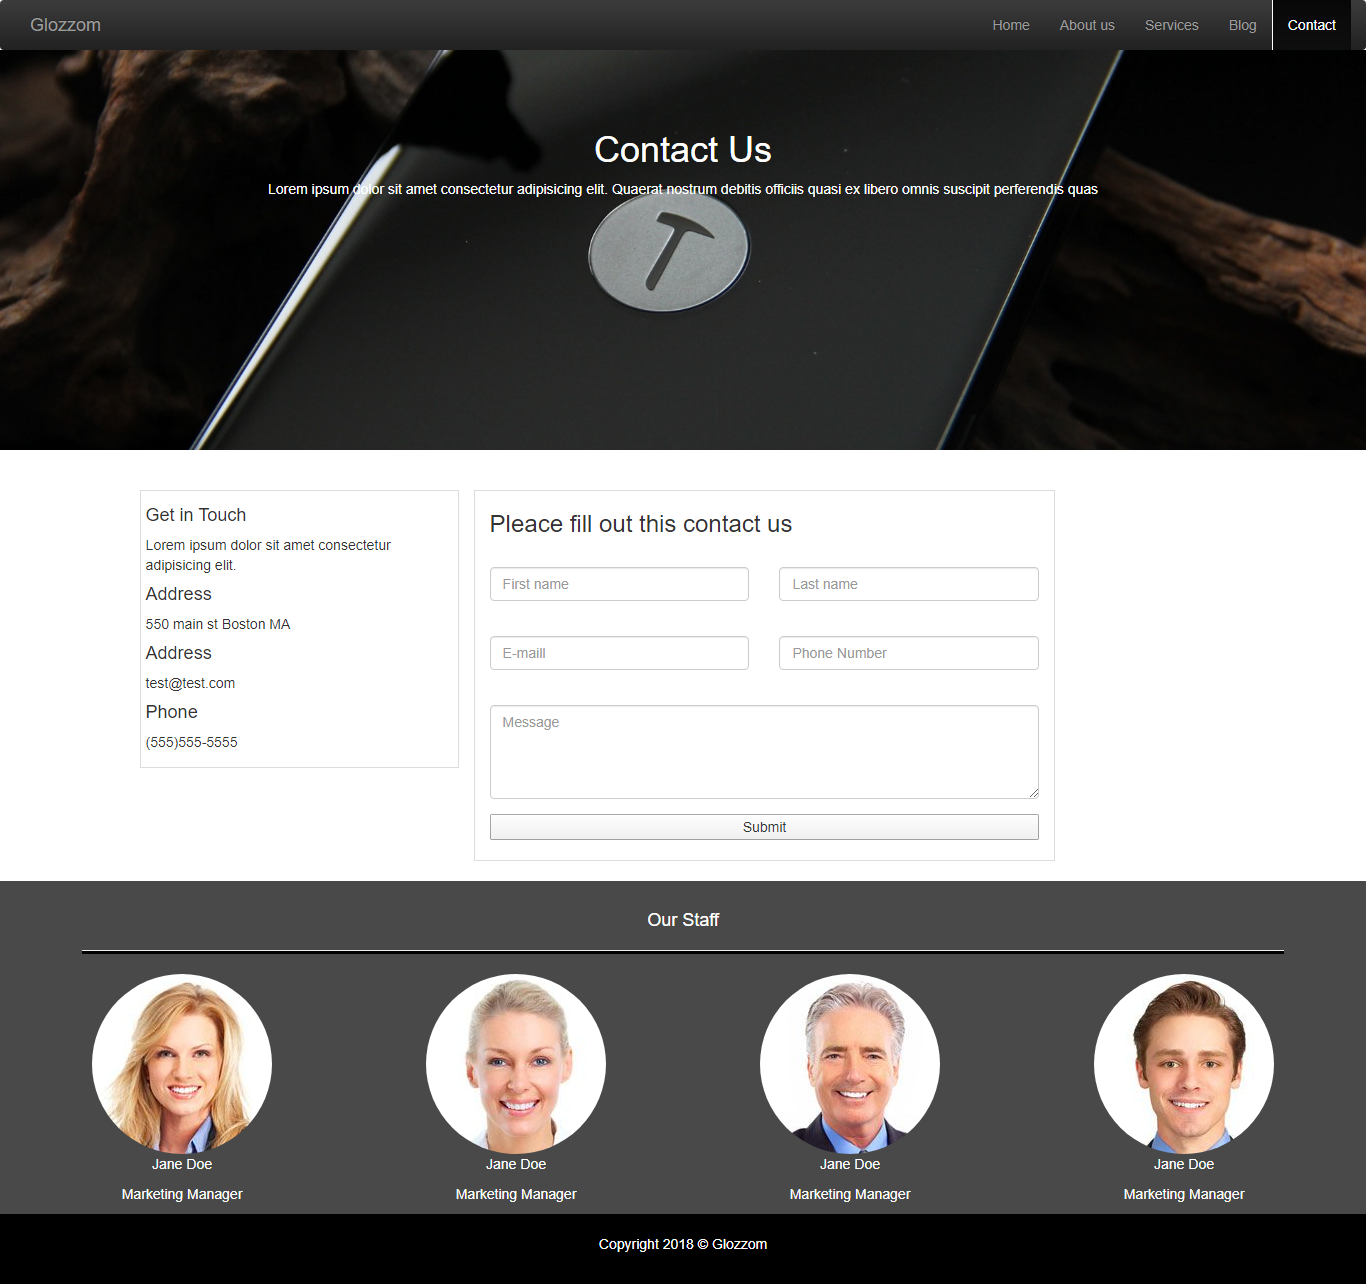 Glozzom
Home
About us
Services
Blog
Contact
Contact Us
Lorem ipsum dolor sit amet consectetur adipisicing elit. Quaerat nostrum debitis officiis quasi ex libero omnis suscipit perferendis quas
Get in Touch
Lorem ipsum dolor sit amet consectetur
adipisicing elit.
Address
550 main st Boston MA
Address
test@test.com
Phone
(555)555-5555
Pleace fill out this contact us
First name
Last name
E-maill
Phone Number
Message
Submit
Our Staff
Jane Doe
Marketing Manager
Jane Doe
Marketing Manager
Jane Doe
Marketing Manager
Jane Doe
Marketing Manager
Copyright 2018 © Glozzom